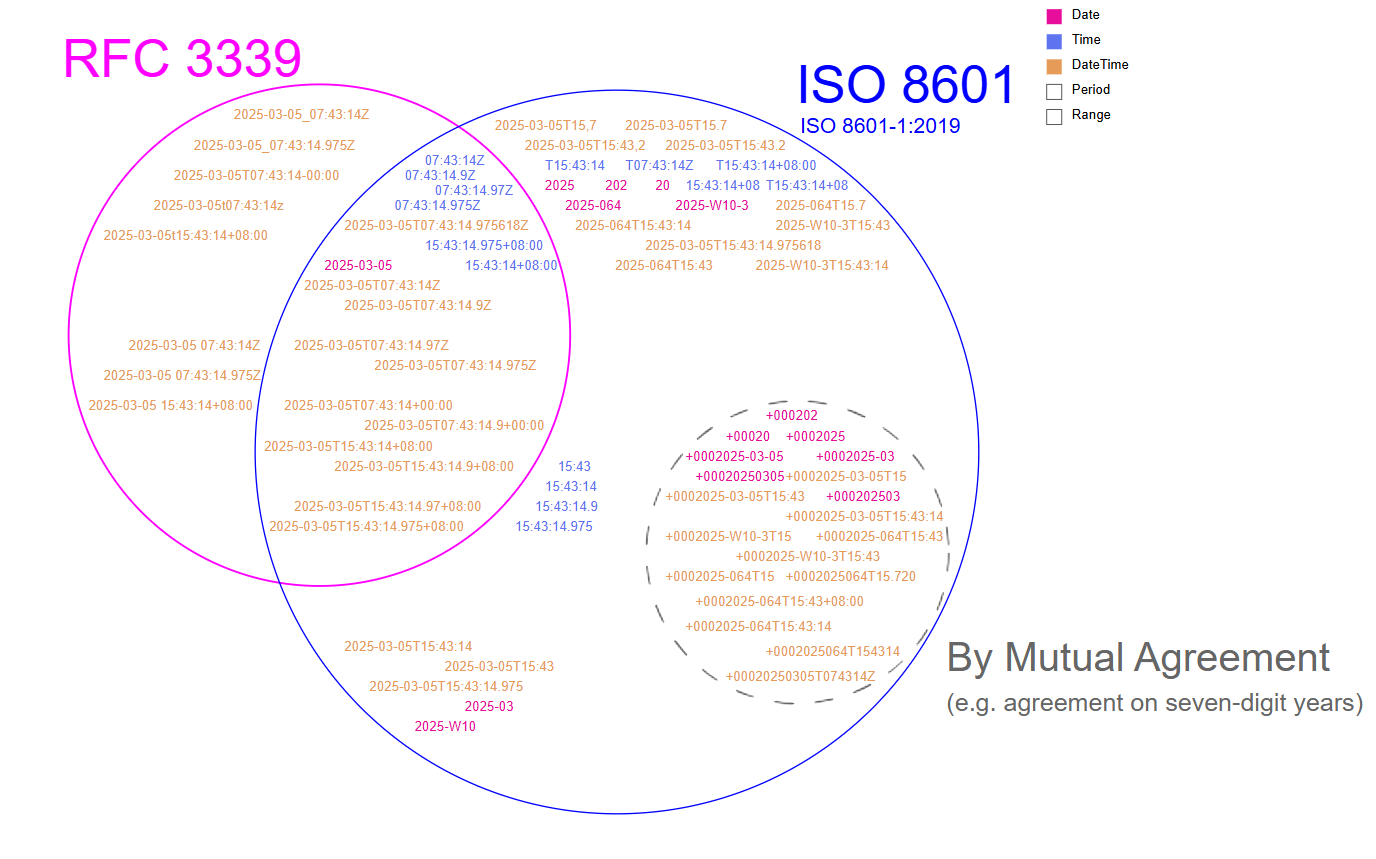 RFC 3339
ISO 8601
ISO 8601-1:2019
Date
Time
DateTime
Period
Range
2025-03-05_07:43:14Z
2025-03-05_07:43:14.975Z
2025-03-05T07:43:14-00:00
2025-03-05t07:43:14z
2025-03-05t15:43:14+08:00
2025-03-05 07:43:14Z
2025-03-05 07:43:14.975Z
2025-03-05 15:43:14+08:00
07:43:14Z
07:43:14.9Z
07:43:14.97Z
07:43:14.975Z
2025-03-05T07:43:14.975618Z
15:43:14.975+08:00
2025-03-05 15:43:14+08:00
2025-03-05T07:43:14Z
2025-03-05T07:43:14.9Z
2025-03-05T07:43:14.97Z
2025-03-05T07:43:14.975Z
2025-03-05T07:43:14+00:00
2025-03-05T07:43:14.9+00:00
2025-03-05T15:43:14+08:00
2025-03-05T15:43:14.9+08:00
2025-03-05T15:43:14.97+08:00
2025-03-05T15:43:14.975+08:00
2025-03-05T15,7 2025-03-05T15.7
2025-03-05T15:43,2 2025-03-05T15:43.2
T15:43:14 T07:43:14Z T15:43:14+08:00
2025 202 20 15:43:14+08 T15:43:14+08
2025-064 2025-W10-3 2025-064T15.7
2025-064T15:43:14 2025-W10-3T15:43
2025-03-05T15:43:14.975618
2025-064T15:43 2025-W10-3T15:43:14
15:43
15:43:14
15:43:14.9
15:43:14.975
2025-03-05T15:43:14
2025-03-05T15:43
2025-03-05T15:43:14.975
2025-03
2025-W10
+000202
+00020 +0002025
+0002025-03-05 +0002025-03
+00020250305 +0002025-03-05T15
+0002025-03-05T15:43 +000202503
+0002025-03-05T15:43:14
+0002025-W10-3T15 +0002025-064T15:43
+0002025-W10-3T15:43
+0002025-064T15 +0002025064T15.720
+0002025-064T15:43+08:00
+0002025-064T15:43:14
+0002025064T154314
+00020250305T074314Z
By Mutual Agreement
(e.g. agreement on seven-digit years)